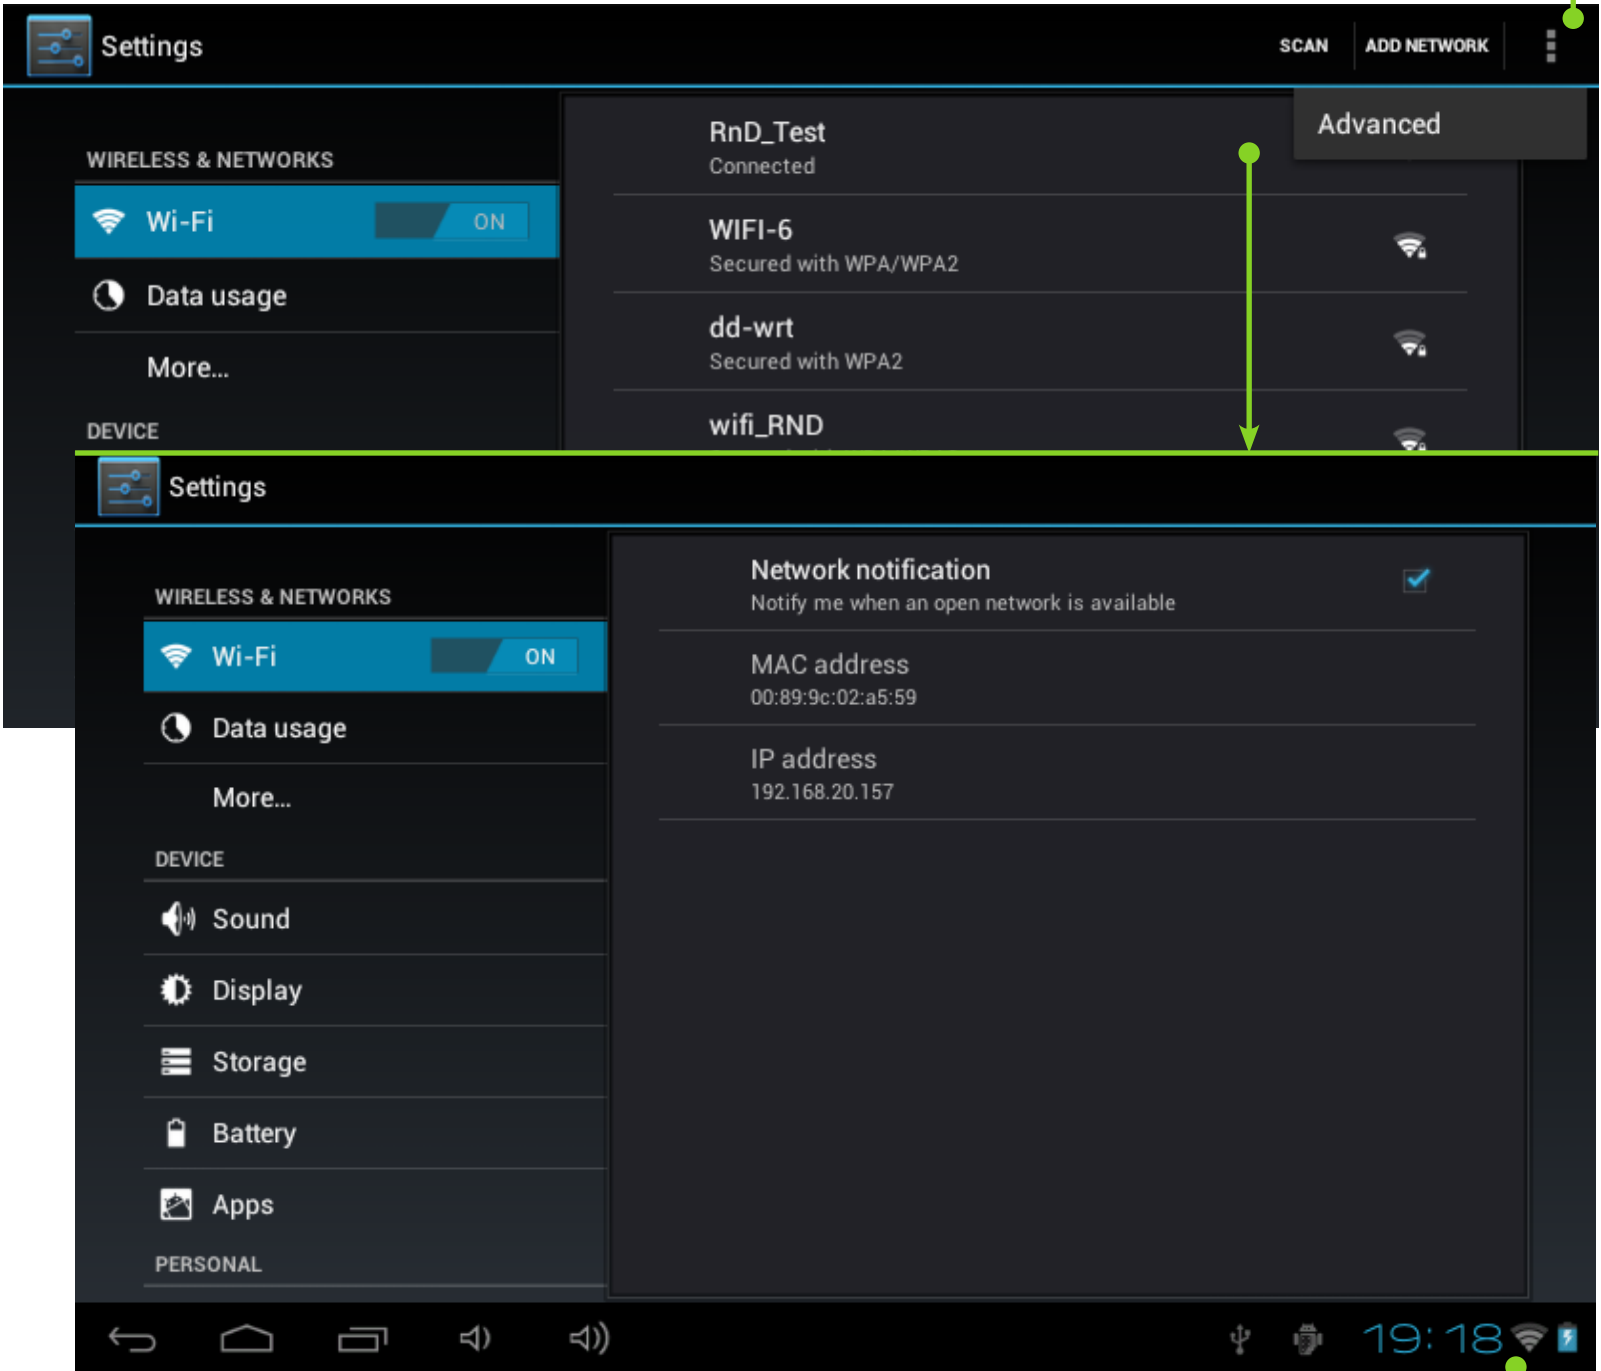 Settings
SCAN
ADD NETWORK
Advanced
WIRELESS & NETWORKS
Wi-Fi
ON
Data usage
More...
DEVICE
RnD_Test
Connected
WIFI-6
Secured with WPA/WPA2
dd-wrt
Secured with WPA2
wifi_RND
Settings
WIRELESS & NETWORKS
Wi-Fi
ON
Data usage
More...
DEVICE
Sound
Display
Storage
Battery
Apps
PERSONAL
Network notification
Notify me when an open network is available
MAC address
00:89:9c:02:a5:59
IP address
192.168.20.157
19:18